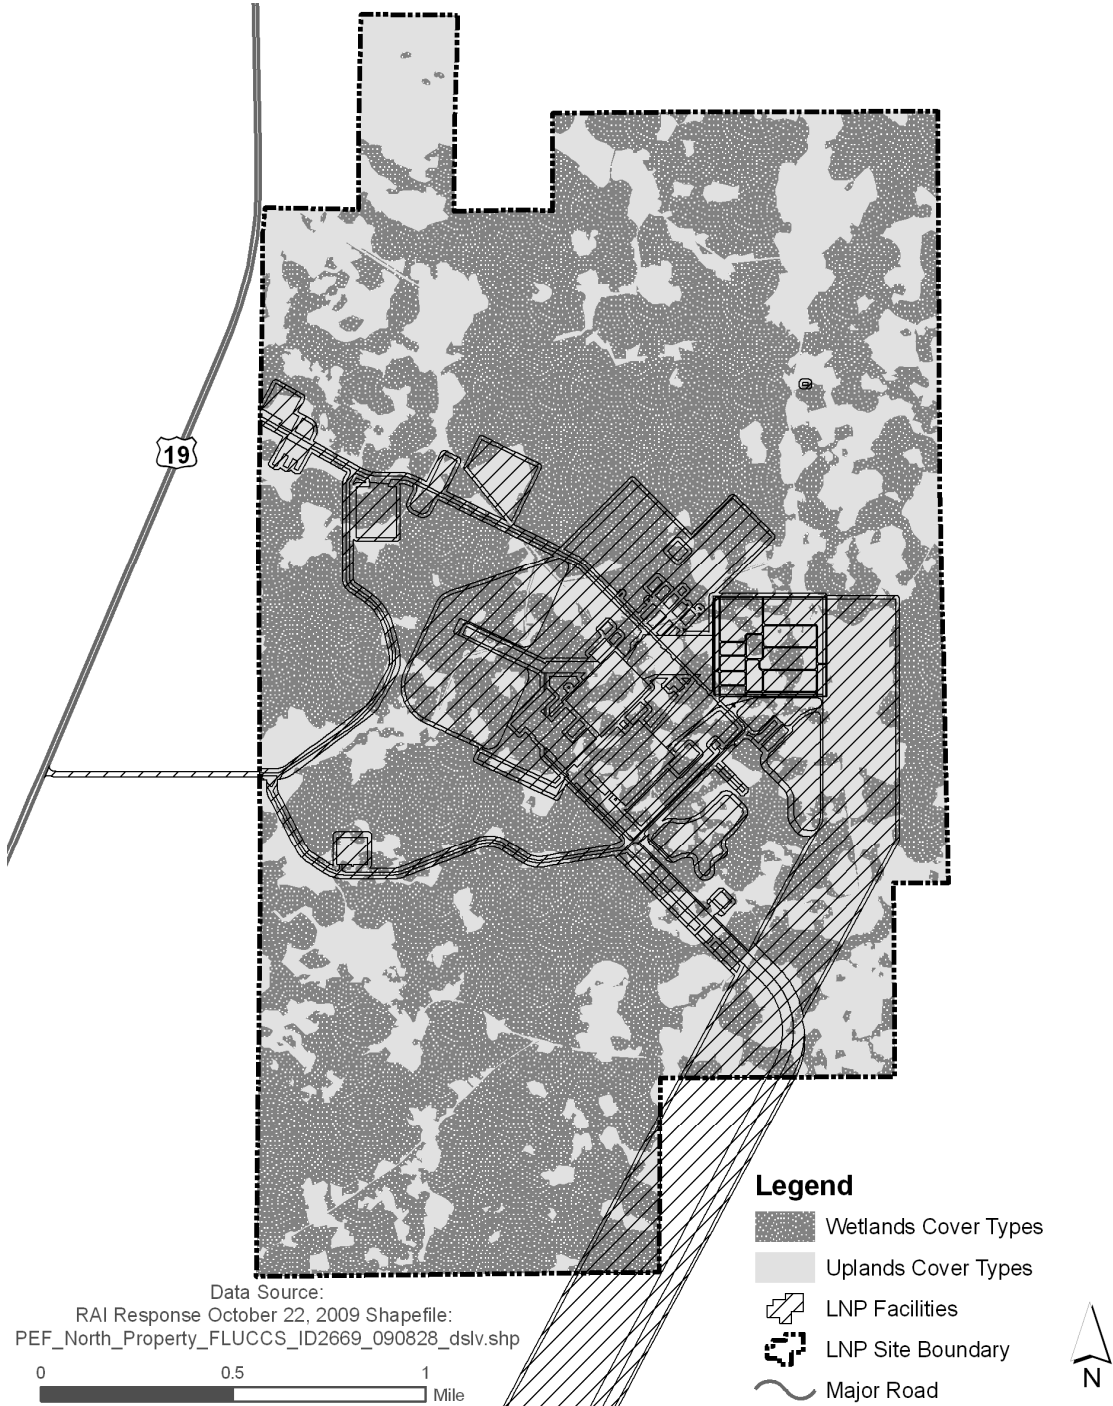 19
Legend
Wetlands Cover Types
Uplands Cover Types
LNP Facilities
LNP Site Boundary
Major Road
N
Data Source:
RAI Response October 22, 2009 Shapefile:
PEF_North_Property_FLUCCS_ID2669_090828_dslv.shp
0 0.5 1
Mile